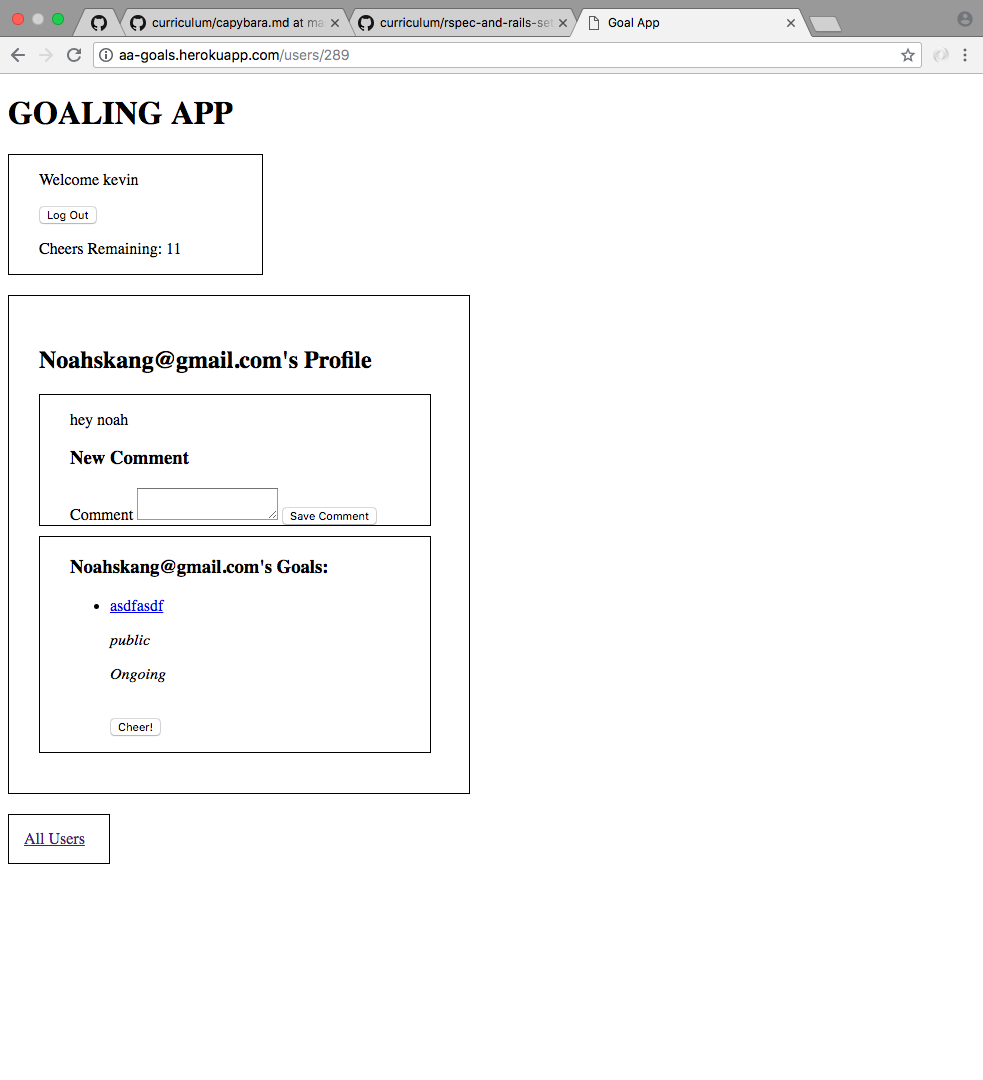 curriculum/capybara.md at ma
curriculum/rspec-and-rails-set
Goal App
aa-goals.herokuapp.com/users/289
GOALING APP
Welcome kevin
Log Out
Cheers Remaining: 11
Noahskang@gmail.com's Profile
hey noah
New Comment
Comment Save Comment
Noahskang@gmail.com's Goals:
asdfasdf
public
Ongoing
Cheer!
All Users